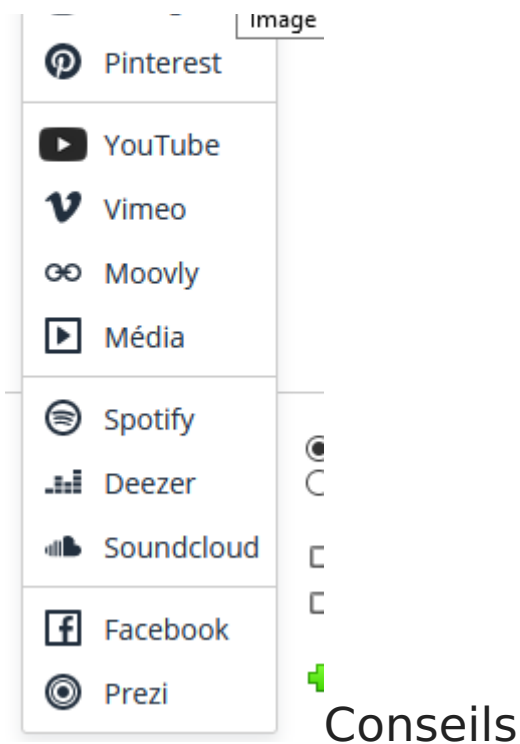 Image
Pinterest
YouTube
Vimeo
Moovly
Média
Spotify
Deezer
Soundcloud
Facebook
Prezi
Conseils